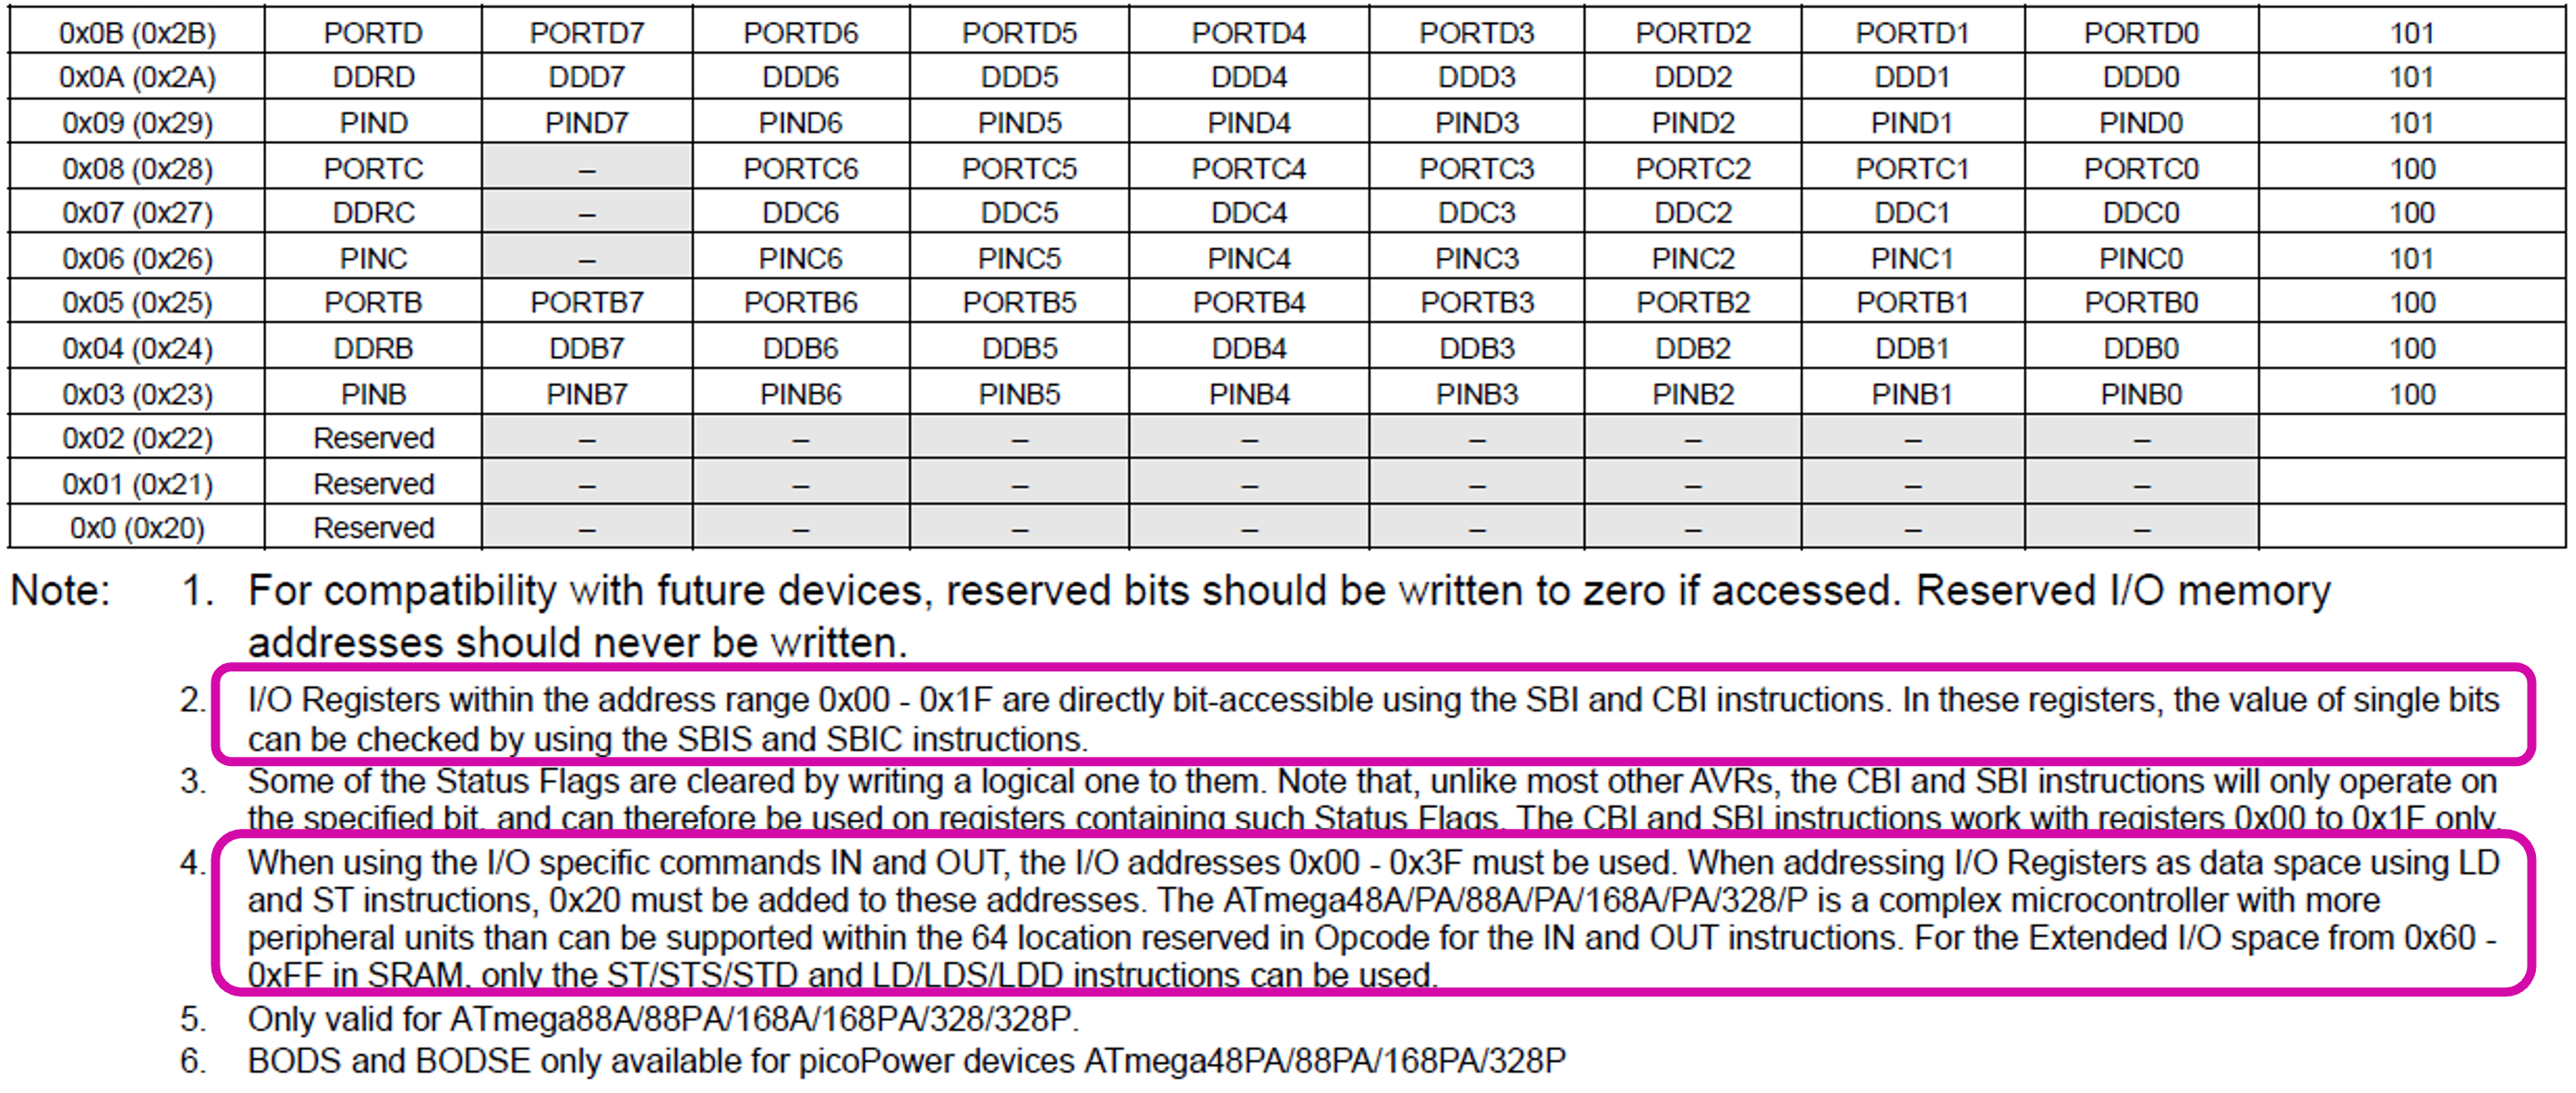 0x0B (0x2B) PORTD PORTD7 PORTD6 PORTD5 PORTD4 PORTD3 PORTD2 PORTD1 PORTD0 101
0x0A (0x2A) DDRD DDD7 DDD6 DDD5 DDD4 DDD3 DDD2 DDD1 DDD0 101
0x09 (0x29) PIND PIND7 PIND6 PIND5 PIND4 PIND3 PIND2 PIND1 PIND0 101
0x08 (0x28) PORTC – PORTC6 PORTC5 PORTC4 PORTC3 PORTC2 PORTC1 PORTC0 100
0x07 (0x27) DDRC – DDC6 DDC5 DDC4 DDC3 DDC2 DDC1 DDC0 100
0x06 (0x26) PINC – PINC6 PINC5 PINC4 PINC3 PINC2 PINC1 PINC0 101
0x05 (0x25) PORTB PORTB7 PORTB6 PORTB5 PORTB4 PORTB3 PORTB2 PORTB1 PORTB0 100
0x04 (0x24) DDRB DDB7 DDB6 DDB5 DDB4 DDB3 DDB2 DDB1 DDB0 100
0x03 (0x23) PINB PINB7 PINB6 PINB5 PINB4 PINB3 PINB2 PINB1 PINB0 100
0x02 (0x22) Reserved – – – – – – – –
0x01 (0x21) Reserved – – – – – – – –
0x0 (0x20) Reserved – – – – – – – –
Note: 1. For compatibility with future devices, reserved bits should be written to zero if accessed. Reserved I/O memory
addresses should never be written.
2. I/O Registers within the address range 0x00 - 0x1F are directly bit-accessible using the SBI and CBI instructions. In these registers, the value of single bits
can be checked by using the SBIS and SBIC instructions.
3. Some of the Status Flags are cleared by writing a logical one to them. Note that, unlike most other AVRs, the CBI and SBI instructions will only operate on
the specified bit, and can therefore be used on registers containing such Status Flags. The CBI and SBI instructions work with registers 0x00 to 0x1F only.
4. When using the I/O specific commands IN and OUT, the I/O addresses 0x00 - 0x3F must be used. When addressing I/O Registers as data space using LD
and ST instructions, 0x20 must be added to these addresses. The ATmega48A/PA/88A/PA/168A/PA/328/P is a complex microcontroller with more
peripheral units than can be supported within the 64 location reserved in Opcode for the IN and OUT instructions. For the Extended I/O space from 0x60 -
0xFF in SRAM, only the ST/STS/STD and LD/LDS/LDD instructions can be used.
5. Only valid for ATmega88A/88PA/168A/168PA/328/328P.
6. BODS and BODSE only available for picoPower devices ATmega48PA/88PA/168PA/328P